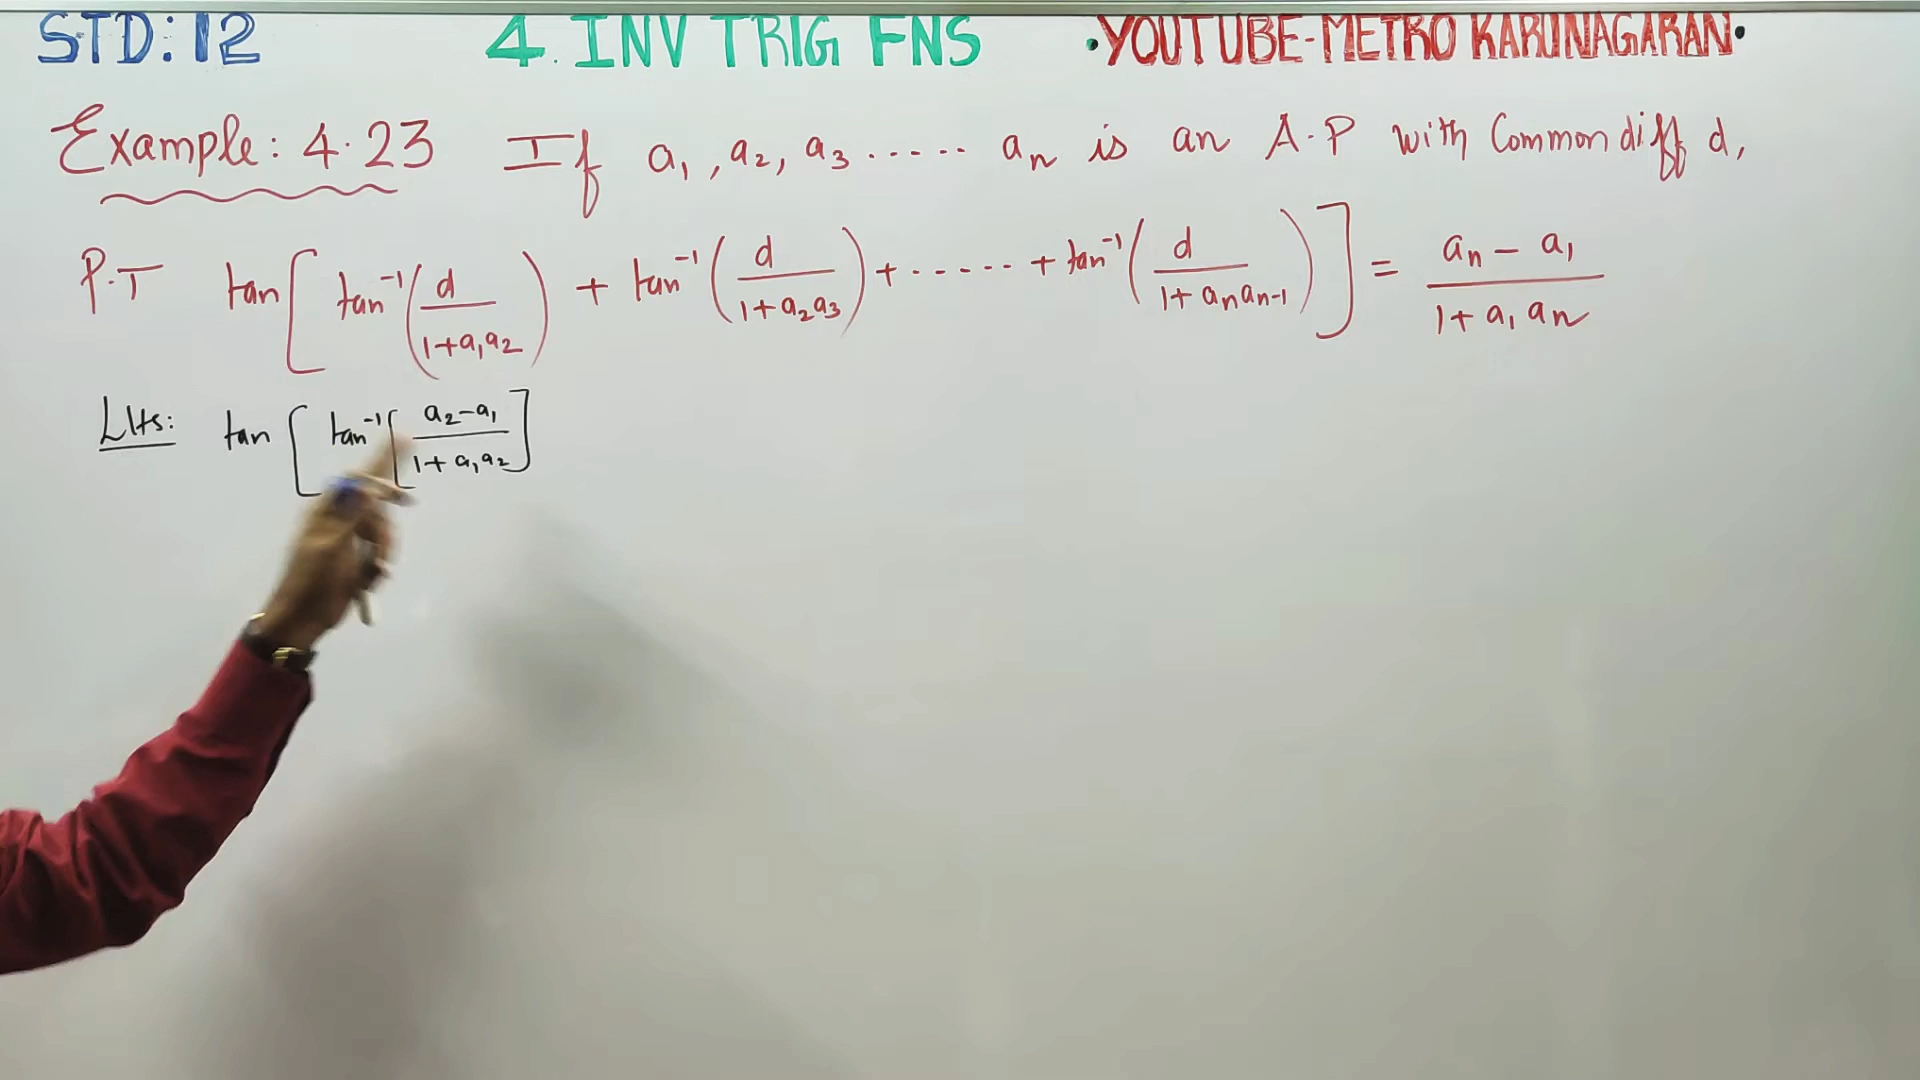 STD: 12 4. INV TRIG FNS •YOUTUBE-METRO KARUNAGARAN•
Example: 4.23 If a₁, a₂, a₃ ..... aₙ is an A.P with Common diff d,
P.T tan[ tan⁻¹(d/(1+a₁a₂)) + tan⁻¹(d/(1+a₂a₃)) + ..... + tan⁻¹(d/(1+aₙaₙ₋₁)) ] = (aₙ - a₁)/(1+a₁aₙ)
LHS: tan[ tan⁻¹[ (a₂-a₁)/(1+a₁a₂) ]